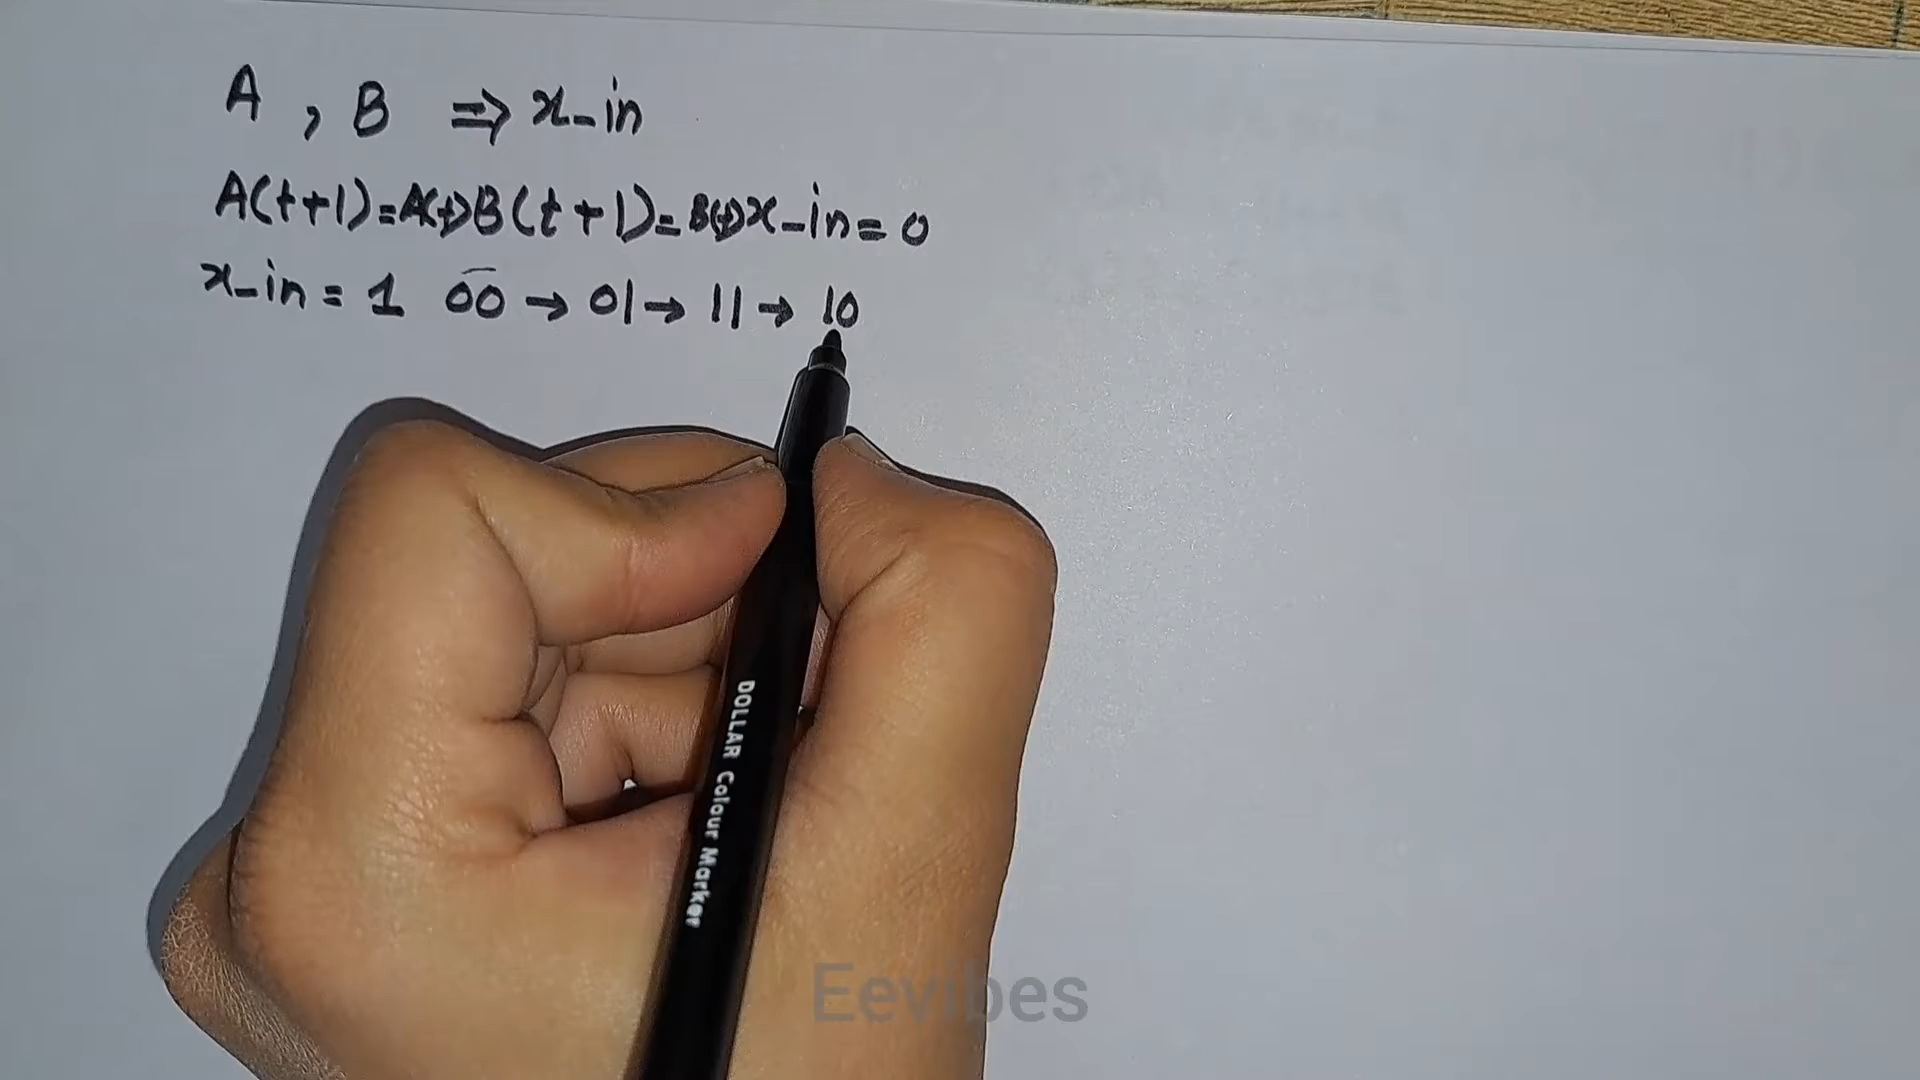 A , B ⇒ x_in
A(t+1)=A(t) B(t+1)=B(t) x_in=0
x_in = 1 00 → 01 → 11 → 10
DOLLAR Colour Marker
Eevibes